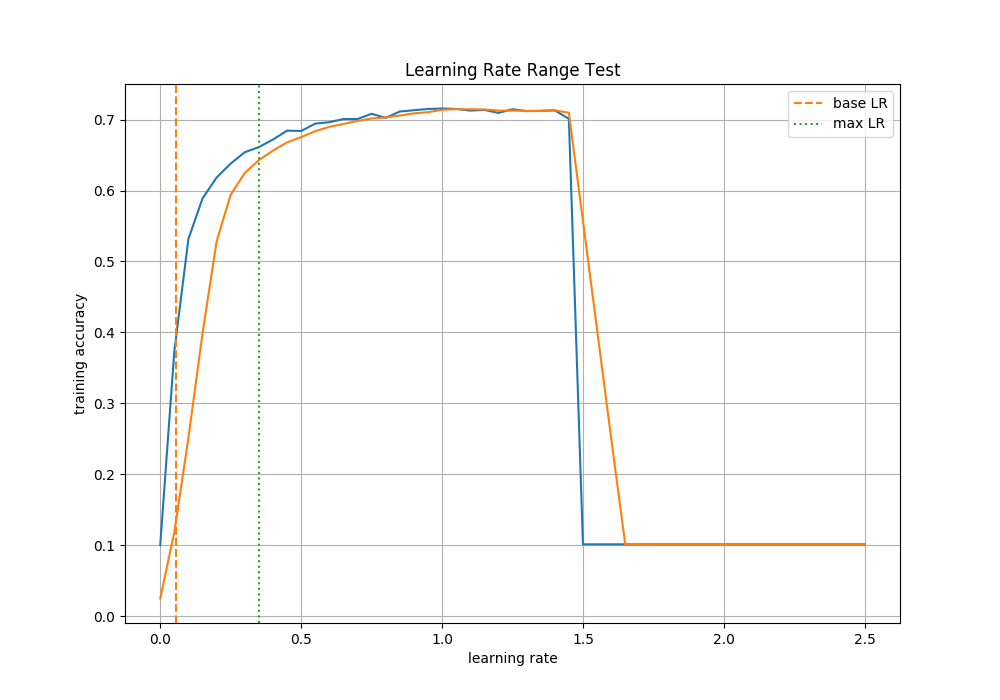 Learning Rate Range Test
base LR
max LR
0.7
0.6
0.5
0.4
0.3
0.2
0.1
0.0
training accuracy
0.0 0.5 1.0 1.5 2.0 2.5
learning rate